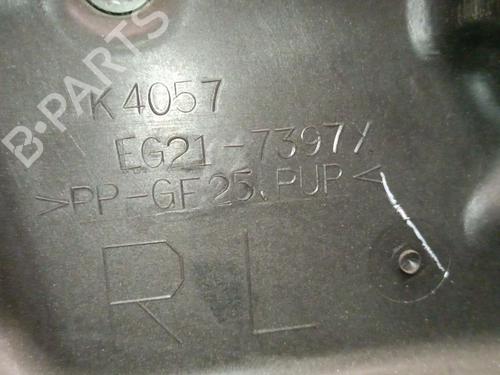 B-PARTS
K4057
EG21-7397X
>PP-GF25,PUP<
RL